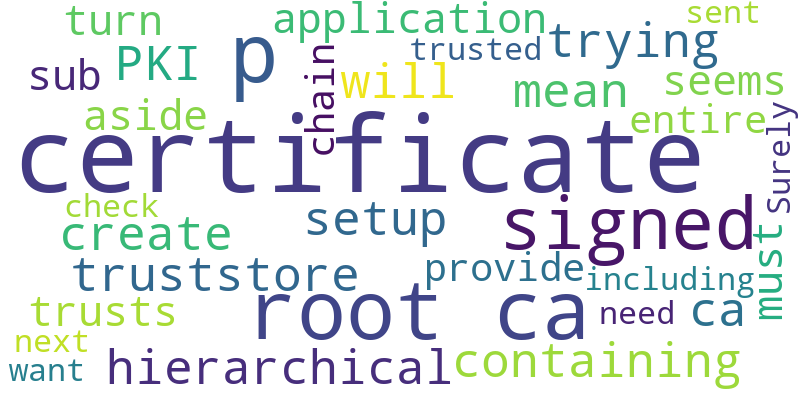 turn application sent
sub PKI p chain trusted trying
will mean seems
aside entire
certificate Surely
check
create setup signed
truststore provide including must
trusts root ca need ca
next
want hierarchical containing